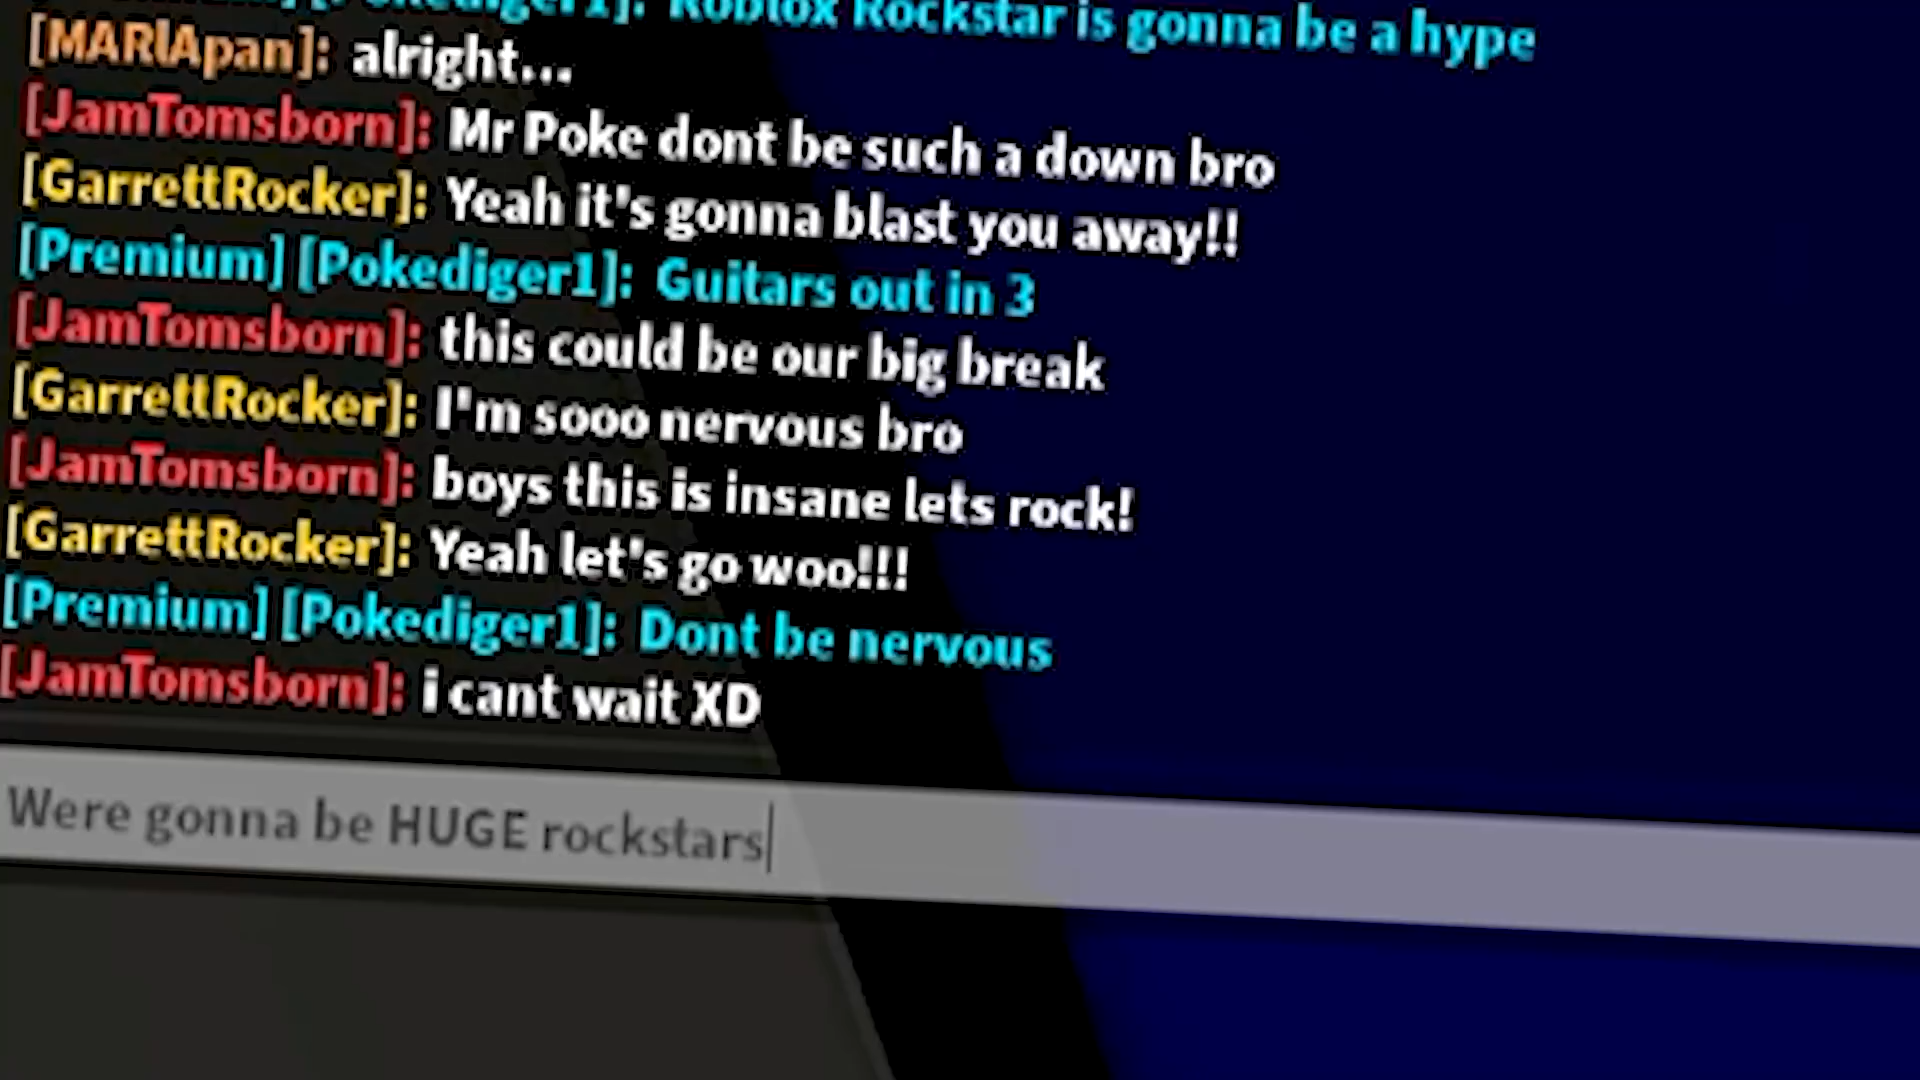 [Pokediger1]: Roblox Rockstar is gonna be a hype
[MARIApan]: alright...
[JamTomsborn]: Mr Poke dont be such a down bro
[GarrettRocker]: Yeah it's gonna blast you away!!
[Premium] [Pokediger1]: Guitars out in 3
[JamTomsborn]: this could be our big break
[GarrettRocker]: I'm sooo nervous bro
[JamTomsborn]: boys this is insane lets rock!
[GarrettRocker]: Yeah let's go woo!!!
[Premium] [Pokediger1]: Dont be nervous
[JamTomsborn]: i cant wait XD
Were gonna be HUGE rockstars